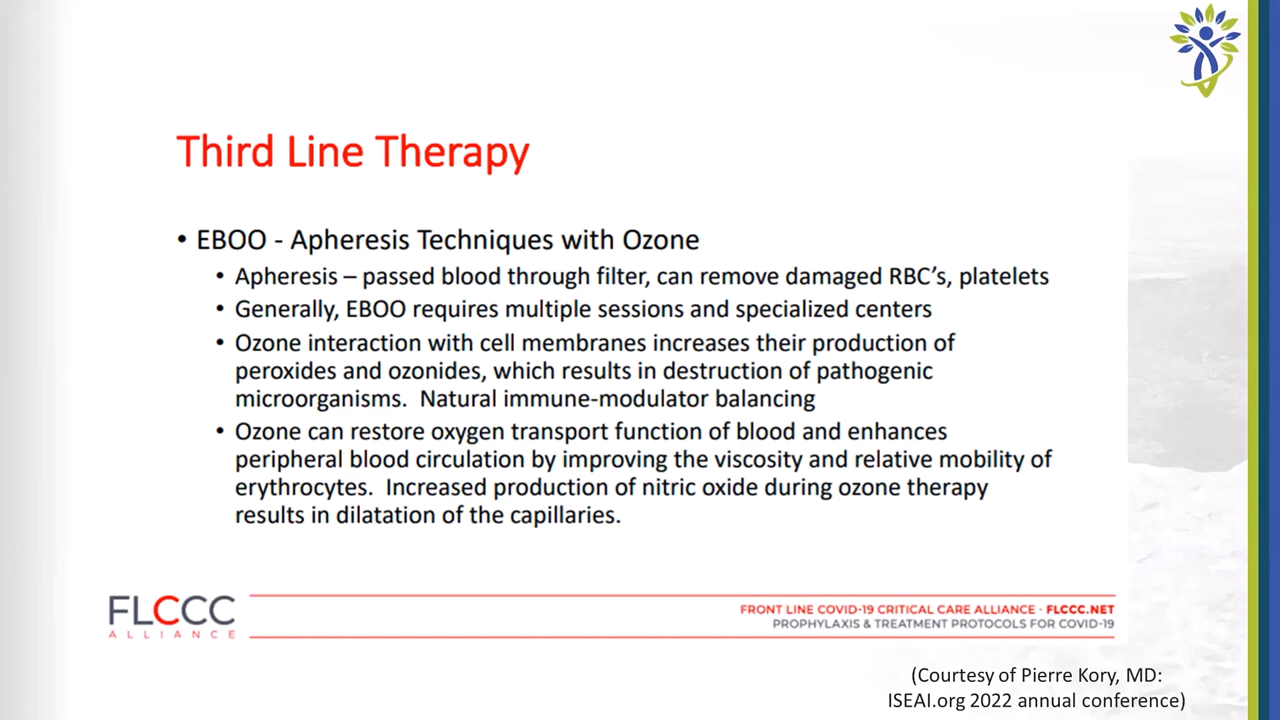 Third Line Therapy
• EBOO - Apheresis Techniques with Ozone
• Apheresis – passed blood through filter, can remove damaged RBC’s, platelets
• Generally, EBOO requires multiple sessions and specialized centers
• Ozone interaction with cell membranes increases their production of
peroxides and ozonides, which results in destruction of pathogenic
microorganisms.  Natural immune-modulator balancing
• Ozone can restore oxygen transport function of blood and enhances
peripheral blood circulation by improving the viscosity and relative mobility of
erythrocytes.  Increased production of nitric oxide during ozone therapy
results in dilatation of the capillaries.
FLCCC
ALLIANCE
FRONT LINE COVID-19 CRITICAL CARE ALLIANCE · FLCCC.NET
PROPHYLAXIS & TREATMENT PROTOCOLS FOR COVID-19
(Courtesy of Pierre Kory, MD:
ISEAI.org 2022 annual conference)